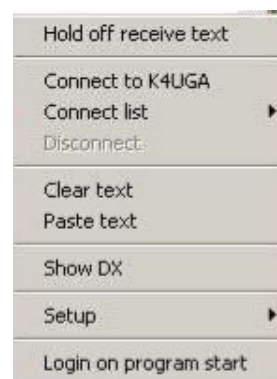 Hold off receive text
Connect to K4UGA
Connect list
Disconnect
Clear text
Paste text
Show DX
Setup
Login on program start